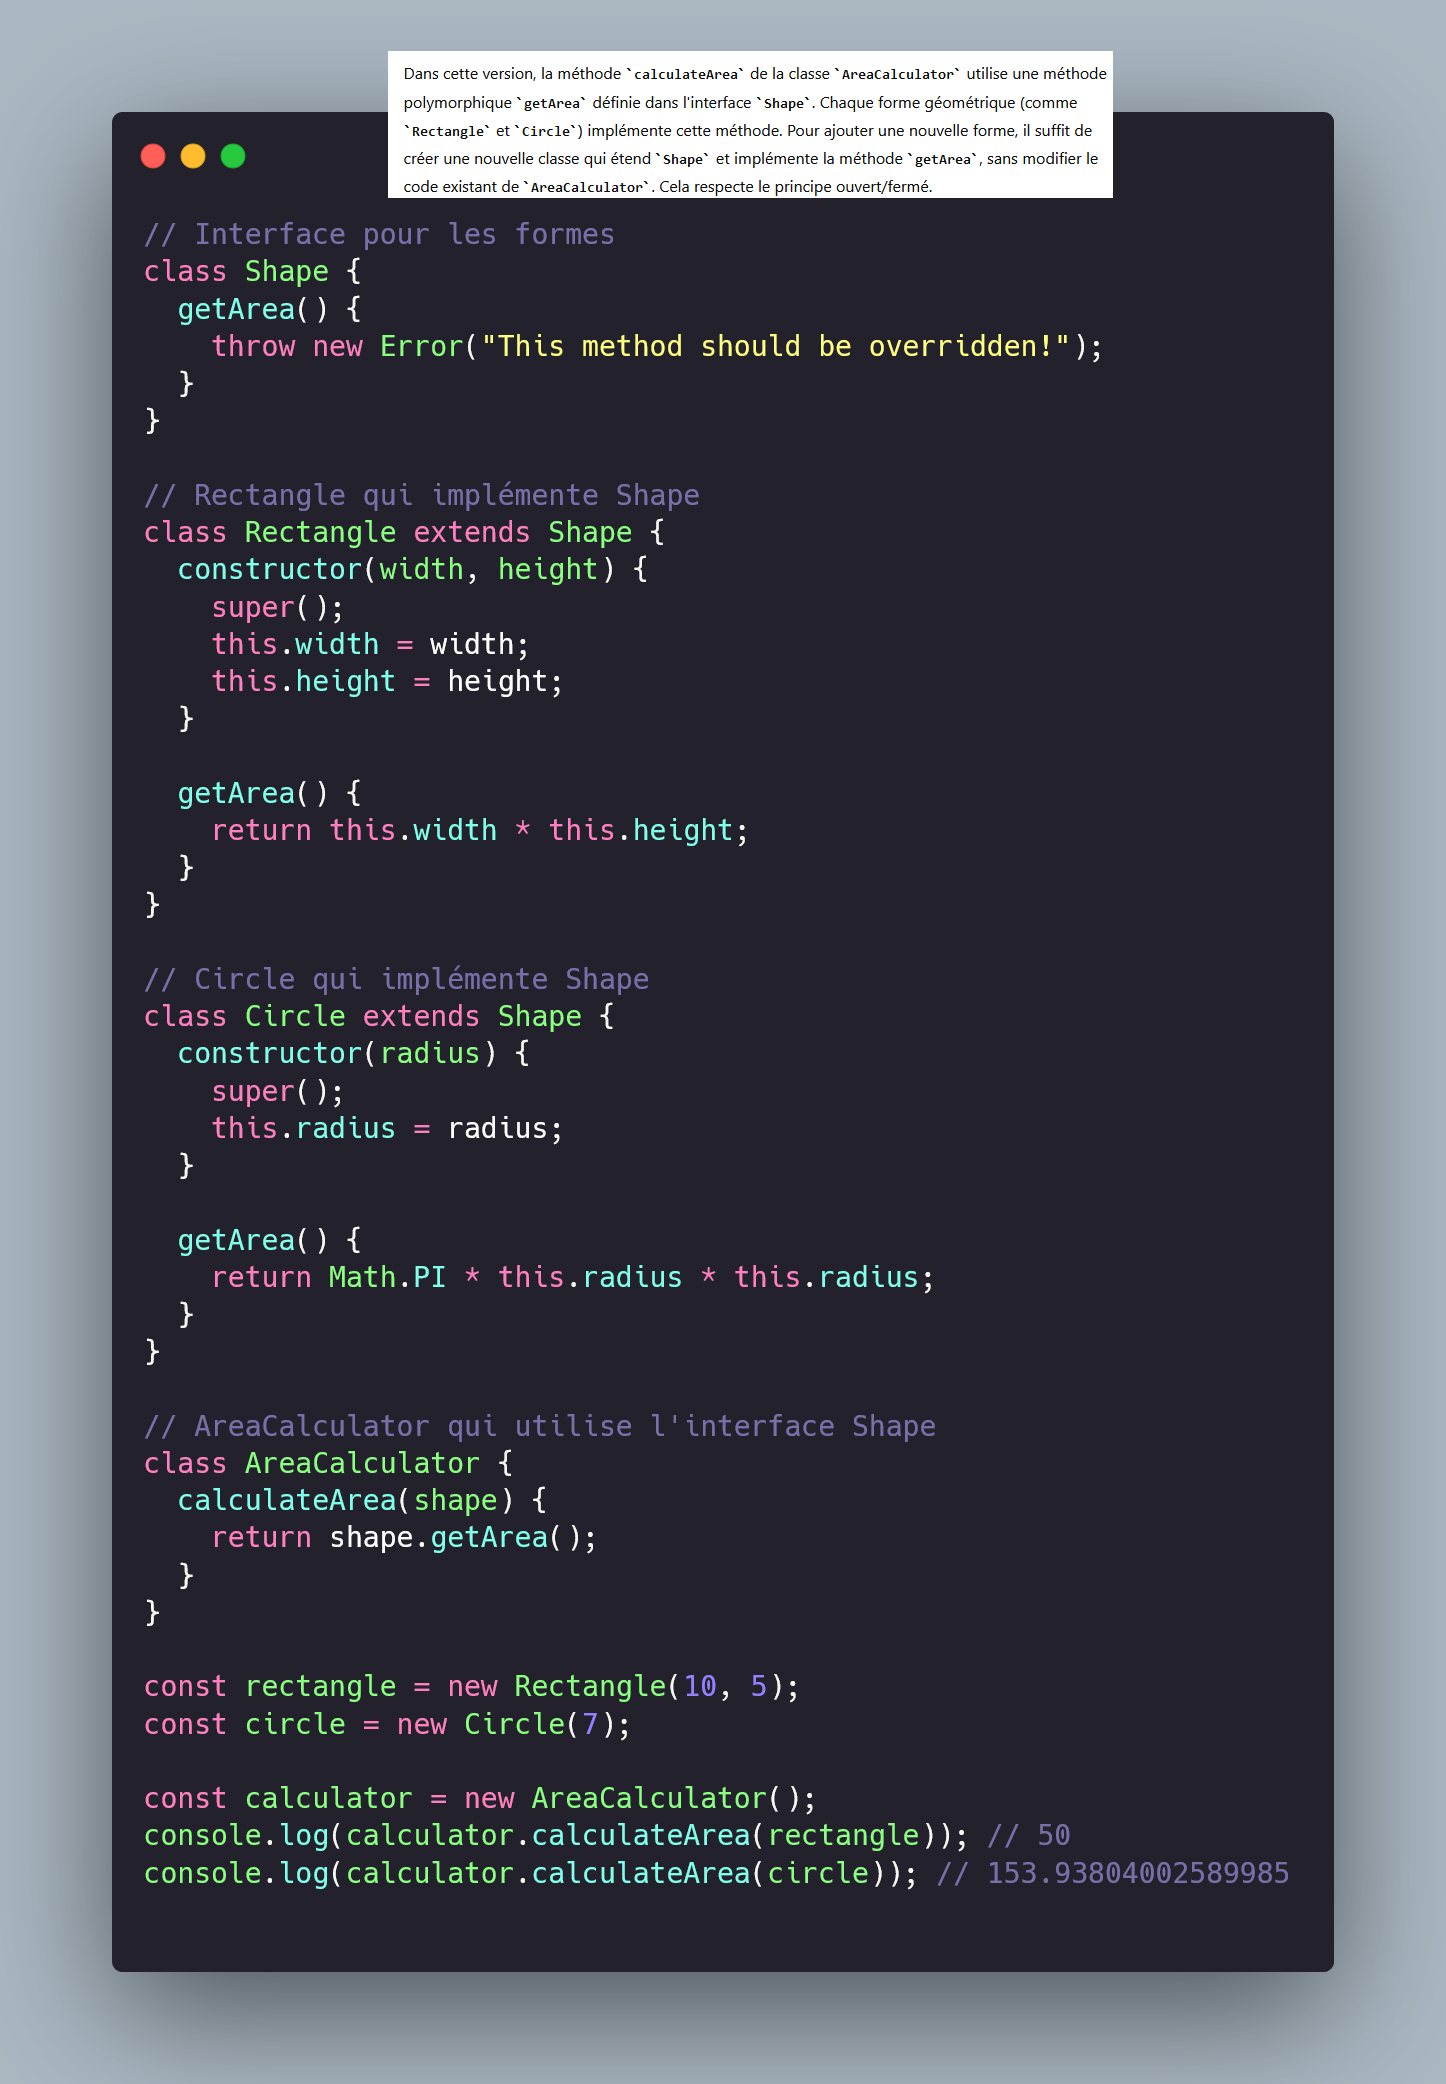 Dans cette version, la méthode `calculateArea` de la classe `AreaCalculator` utilise une méthode
polymorphique `getArea` définie dans l'interface `Shape`. Chaque forme géométrique (comme
`Rectangle` et `Circle`) implémente cette méthode. Pour ajouter une nouvelle forme, il suffit de
créer une nouvelle classe qui étend `Shape` et implémente la méthode `getArea`, sans modifier le
code existant de `AreaCalculator`. Cela respecte le principe ouvert/fermé.
// Interface pour les formes
class Shape {
  getArea() {
    throw new Error("This method should be overridden!");
  }
}

// Rectangle qui implémente Shape
class Rectangle extends Shape {
  constructor(width, height) {
    super();
    this.width = width;
    this.height = height;
  }

  getArea() {
    return this.width * this.height;
  }
}

// Circle qui implémente Shape
class Circle extends Shape {
  constructor(radius) {
    super();
    this.radius = radius;
  }

  getArea() {
    return Math.PI * this.radius * this.radius;
  }
}

// AreaCalculator qui utilise l'interface Shape
class AreaCalculator {
  calculateArea(shape) {
    return shape.getArea();
  }
}

const rectangle = new Rectangle(10, 5);
const circle = new Circle(7);

const calculator = new AreaCalculator();
console.log(calculator.calculateArea(rectangle)); // 50
console.log(calculator.calculateArea(circle)); // 153.93804002589985